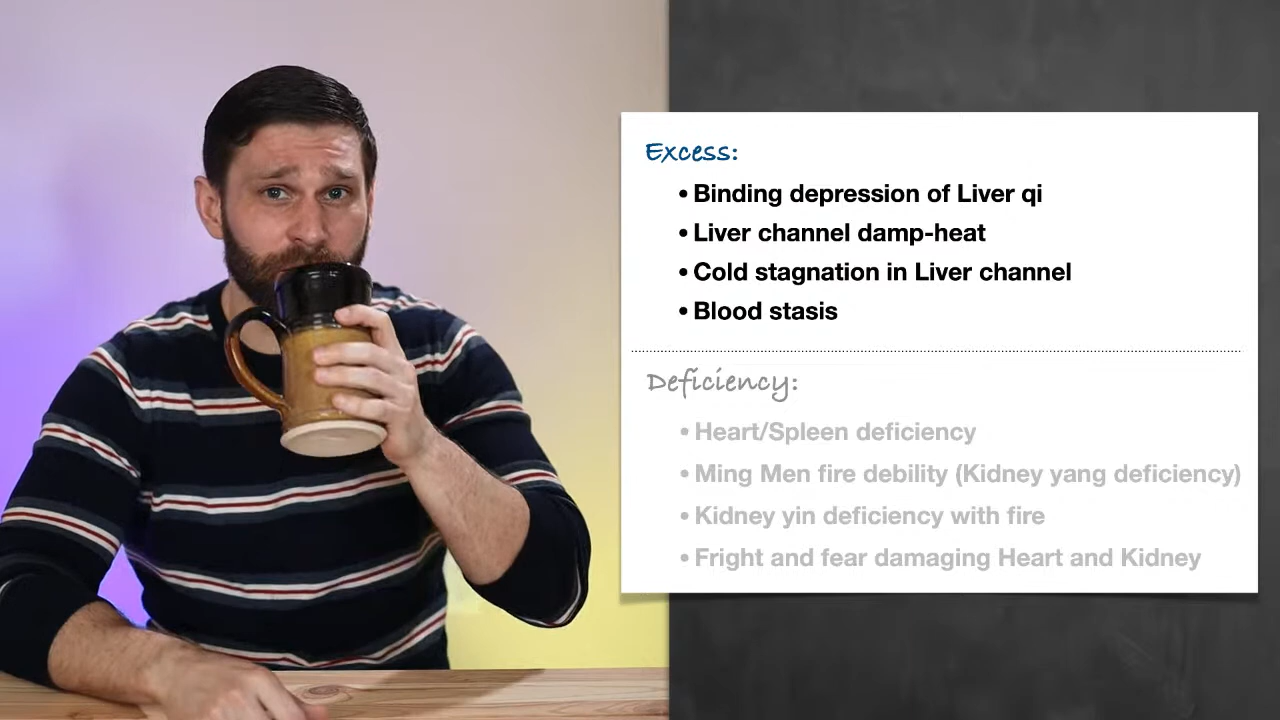 Excess:
• Binding depression of Liver qi
• Liver channel damp-heat
• Cold stagnation in Liver channel
• Blood stasis
Deficiency:
• Heart/Spleen deficiency
• Ming Men fire debility (Kidney yang deficiency)
• Kidney yin deficiency with fire
• Fright and fear damaging Heart and Kidney